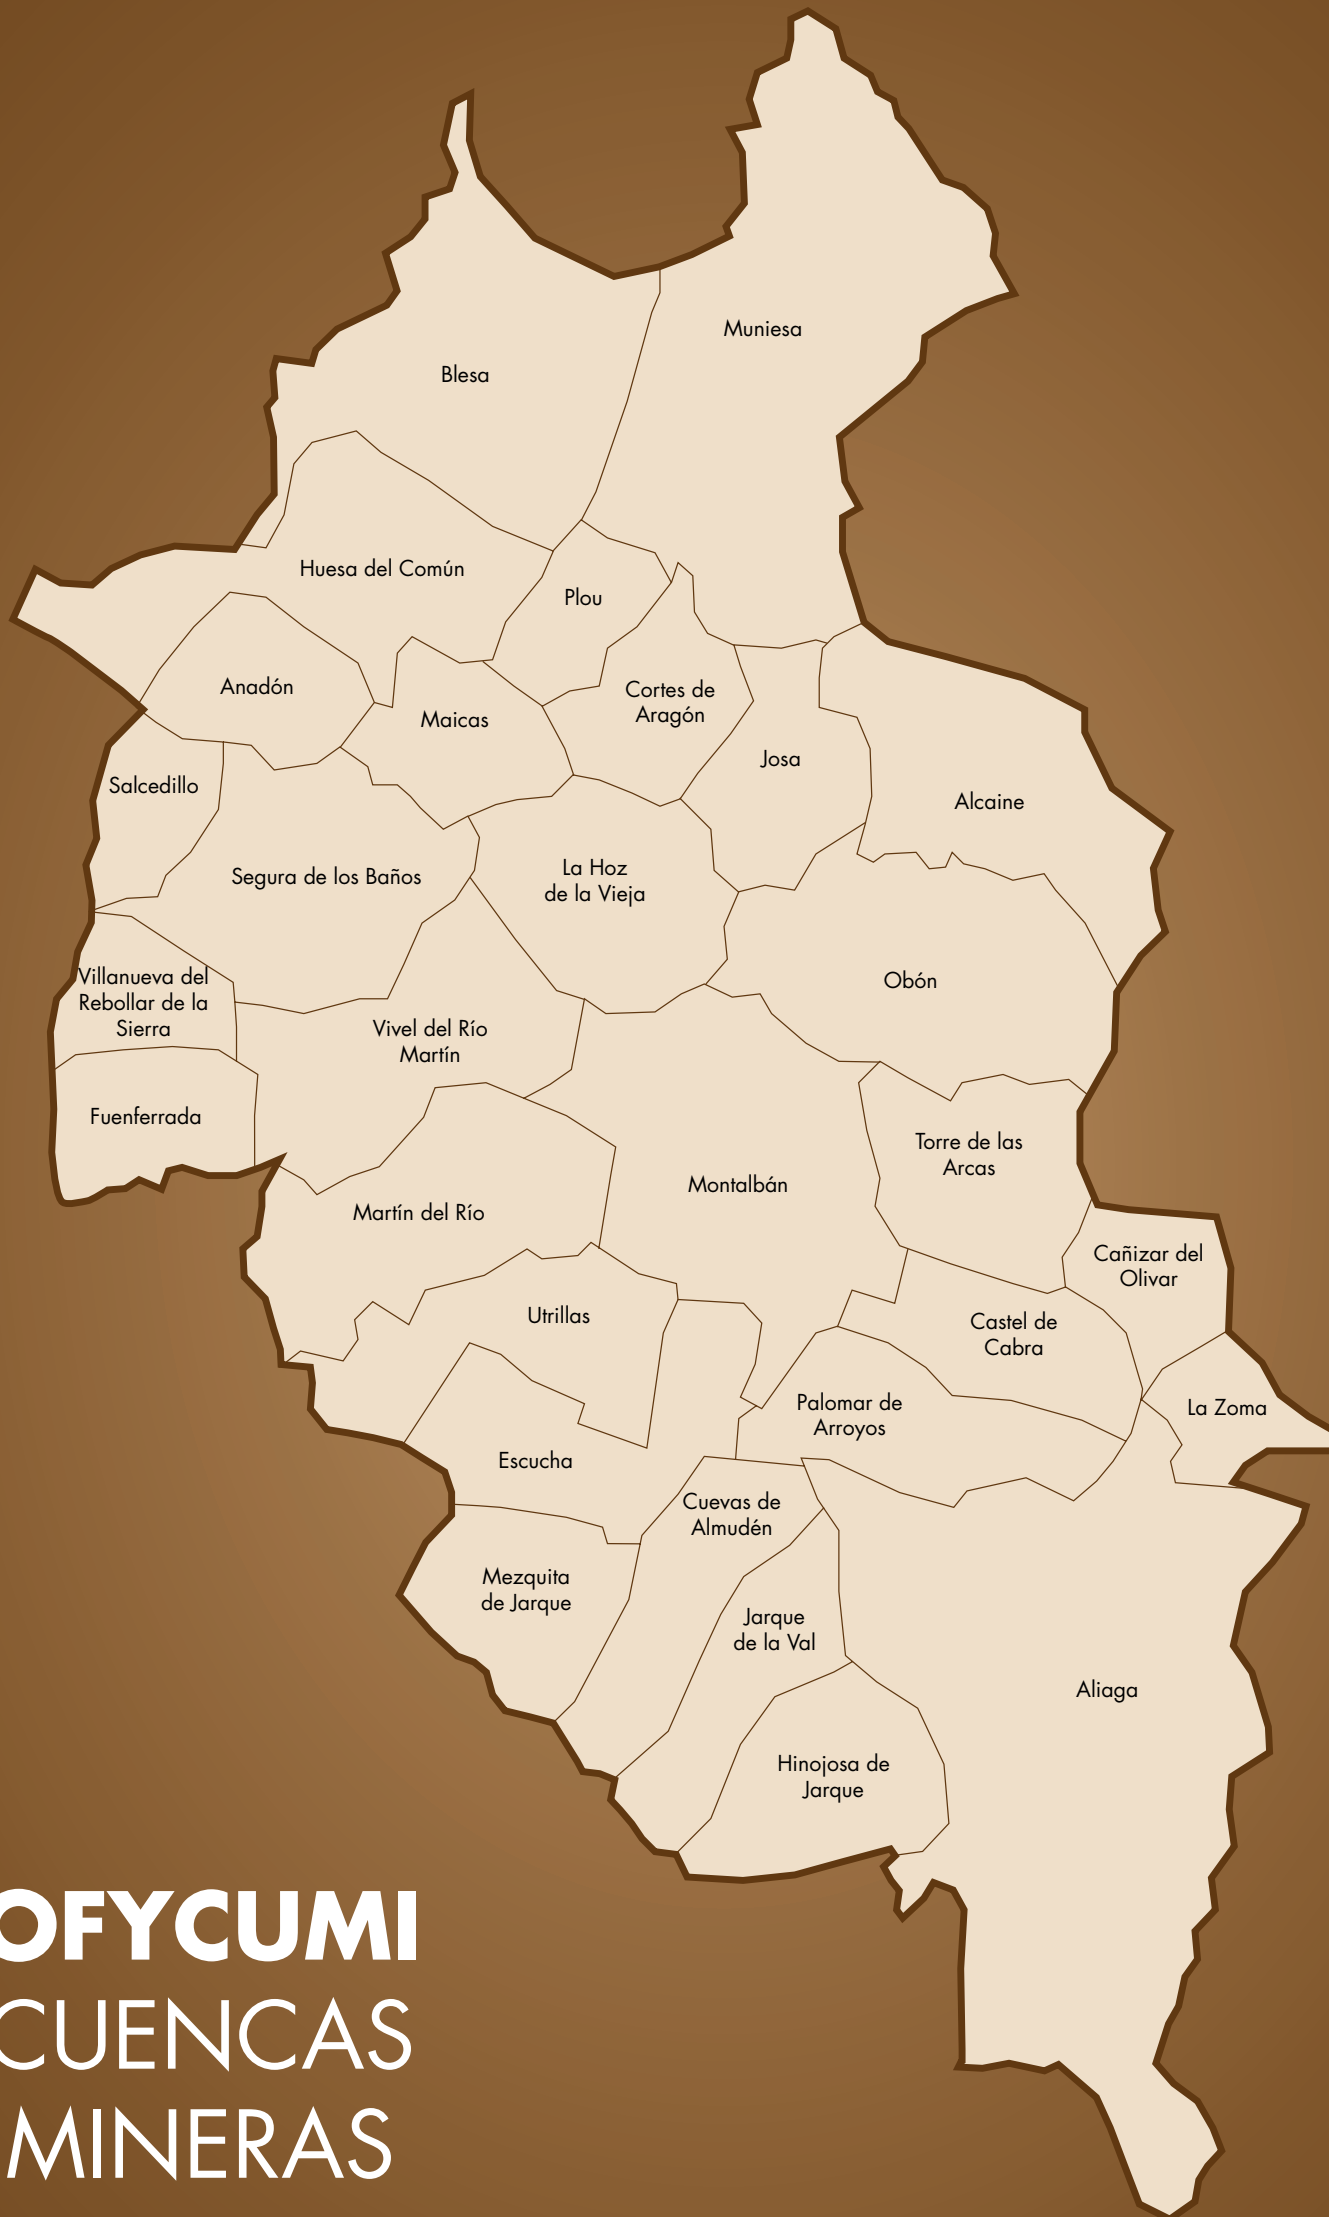 Muniesa
Blesa
Huesa del Común
Plou
Anadón
Cortes de
Aragón
Maicas
Josa
Salcedillo
Alcaine
Segura de los Baños
La Hoz
de la Vieja
Villanueva del
Rebollar de la
Sierra
Obón
Vivel del Río
Martín
Fuenferrada
Torre de las
Arcas
Montalbán
Martín del Río
Cañizar del
Olivar
Utrillas
Castel de
Cabra
Palomar de
Arroyos
La Zoma
Escucha
Cuevas de
Almudén
Mezquita
de Jarque
Jarque
de la Val
Aliaga
Hinojosa de
Jarque
OFYCUMI
CUENCAS
MINERAS